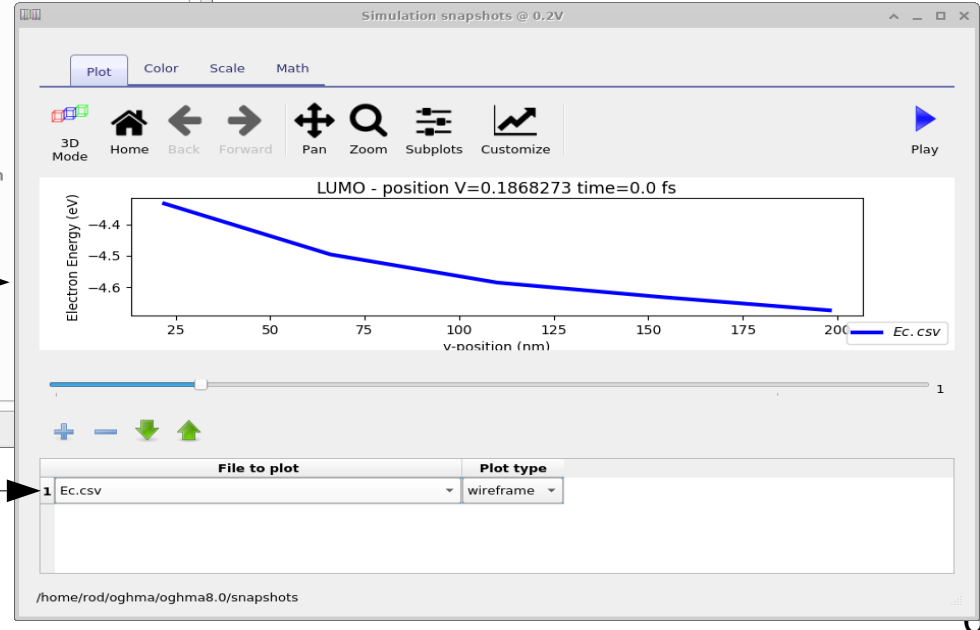 Simulation snapshots @ 0.2V
Plot Color Scale Math
3D Mode Home Back Forward Pan Zoom Subplots Customize Play
LUMO - position V=0.1868273 time=0.0 fs
Electron Energy (eV)
−4.4
−4.5
−4.6
25 50 75 100 125 150 175 200
Ec.csv
y-position (nm)
1
File to plot Plot type
1 Ec.csv wireframe
/home/rod/oghma/oghma8.0/snapshots